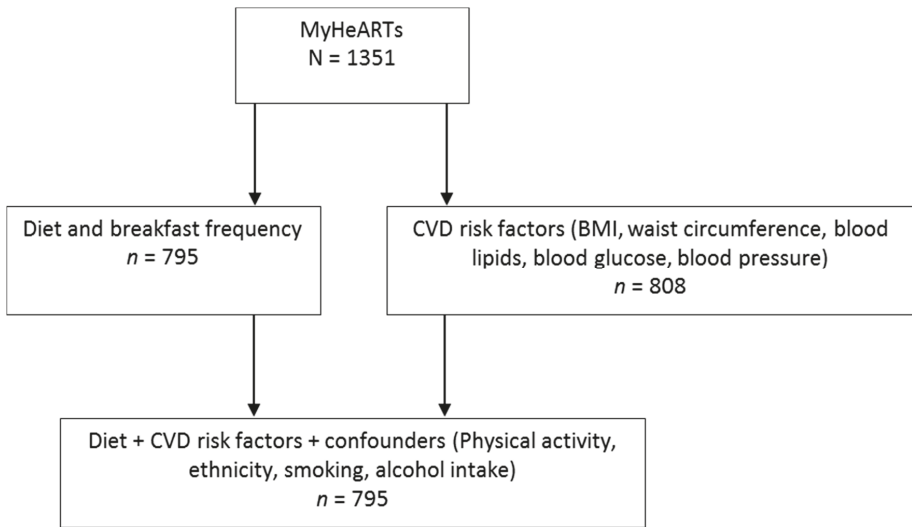 MyHeARTs
N = 1351
Diet and breakfast frequency
n = 795
CVD risk factors (BMI, waist circumference, blood
lipids, blood glucose, blood pressure)
n = 808
Diet + CVD risk factors + confounders (Physical activity,
ethnicity, smoking, alcohol intake)
n = 795